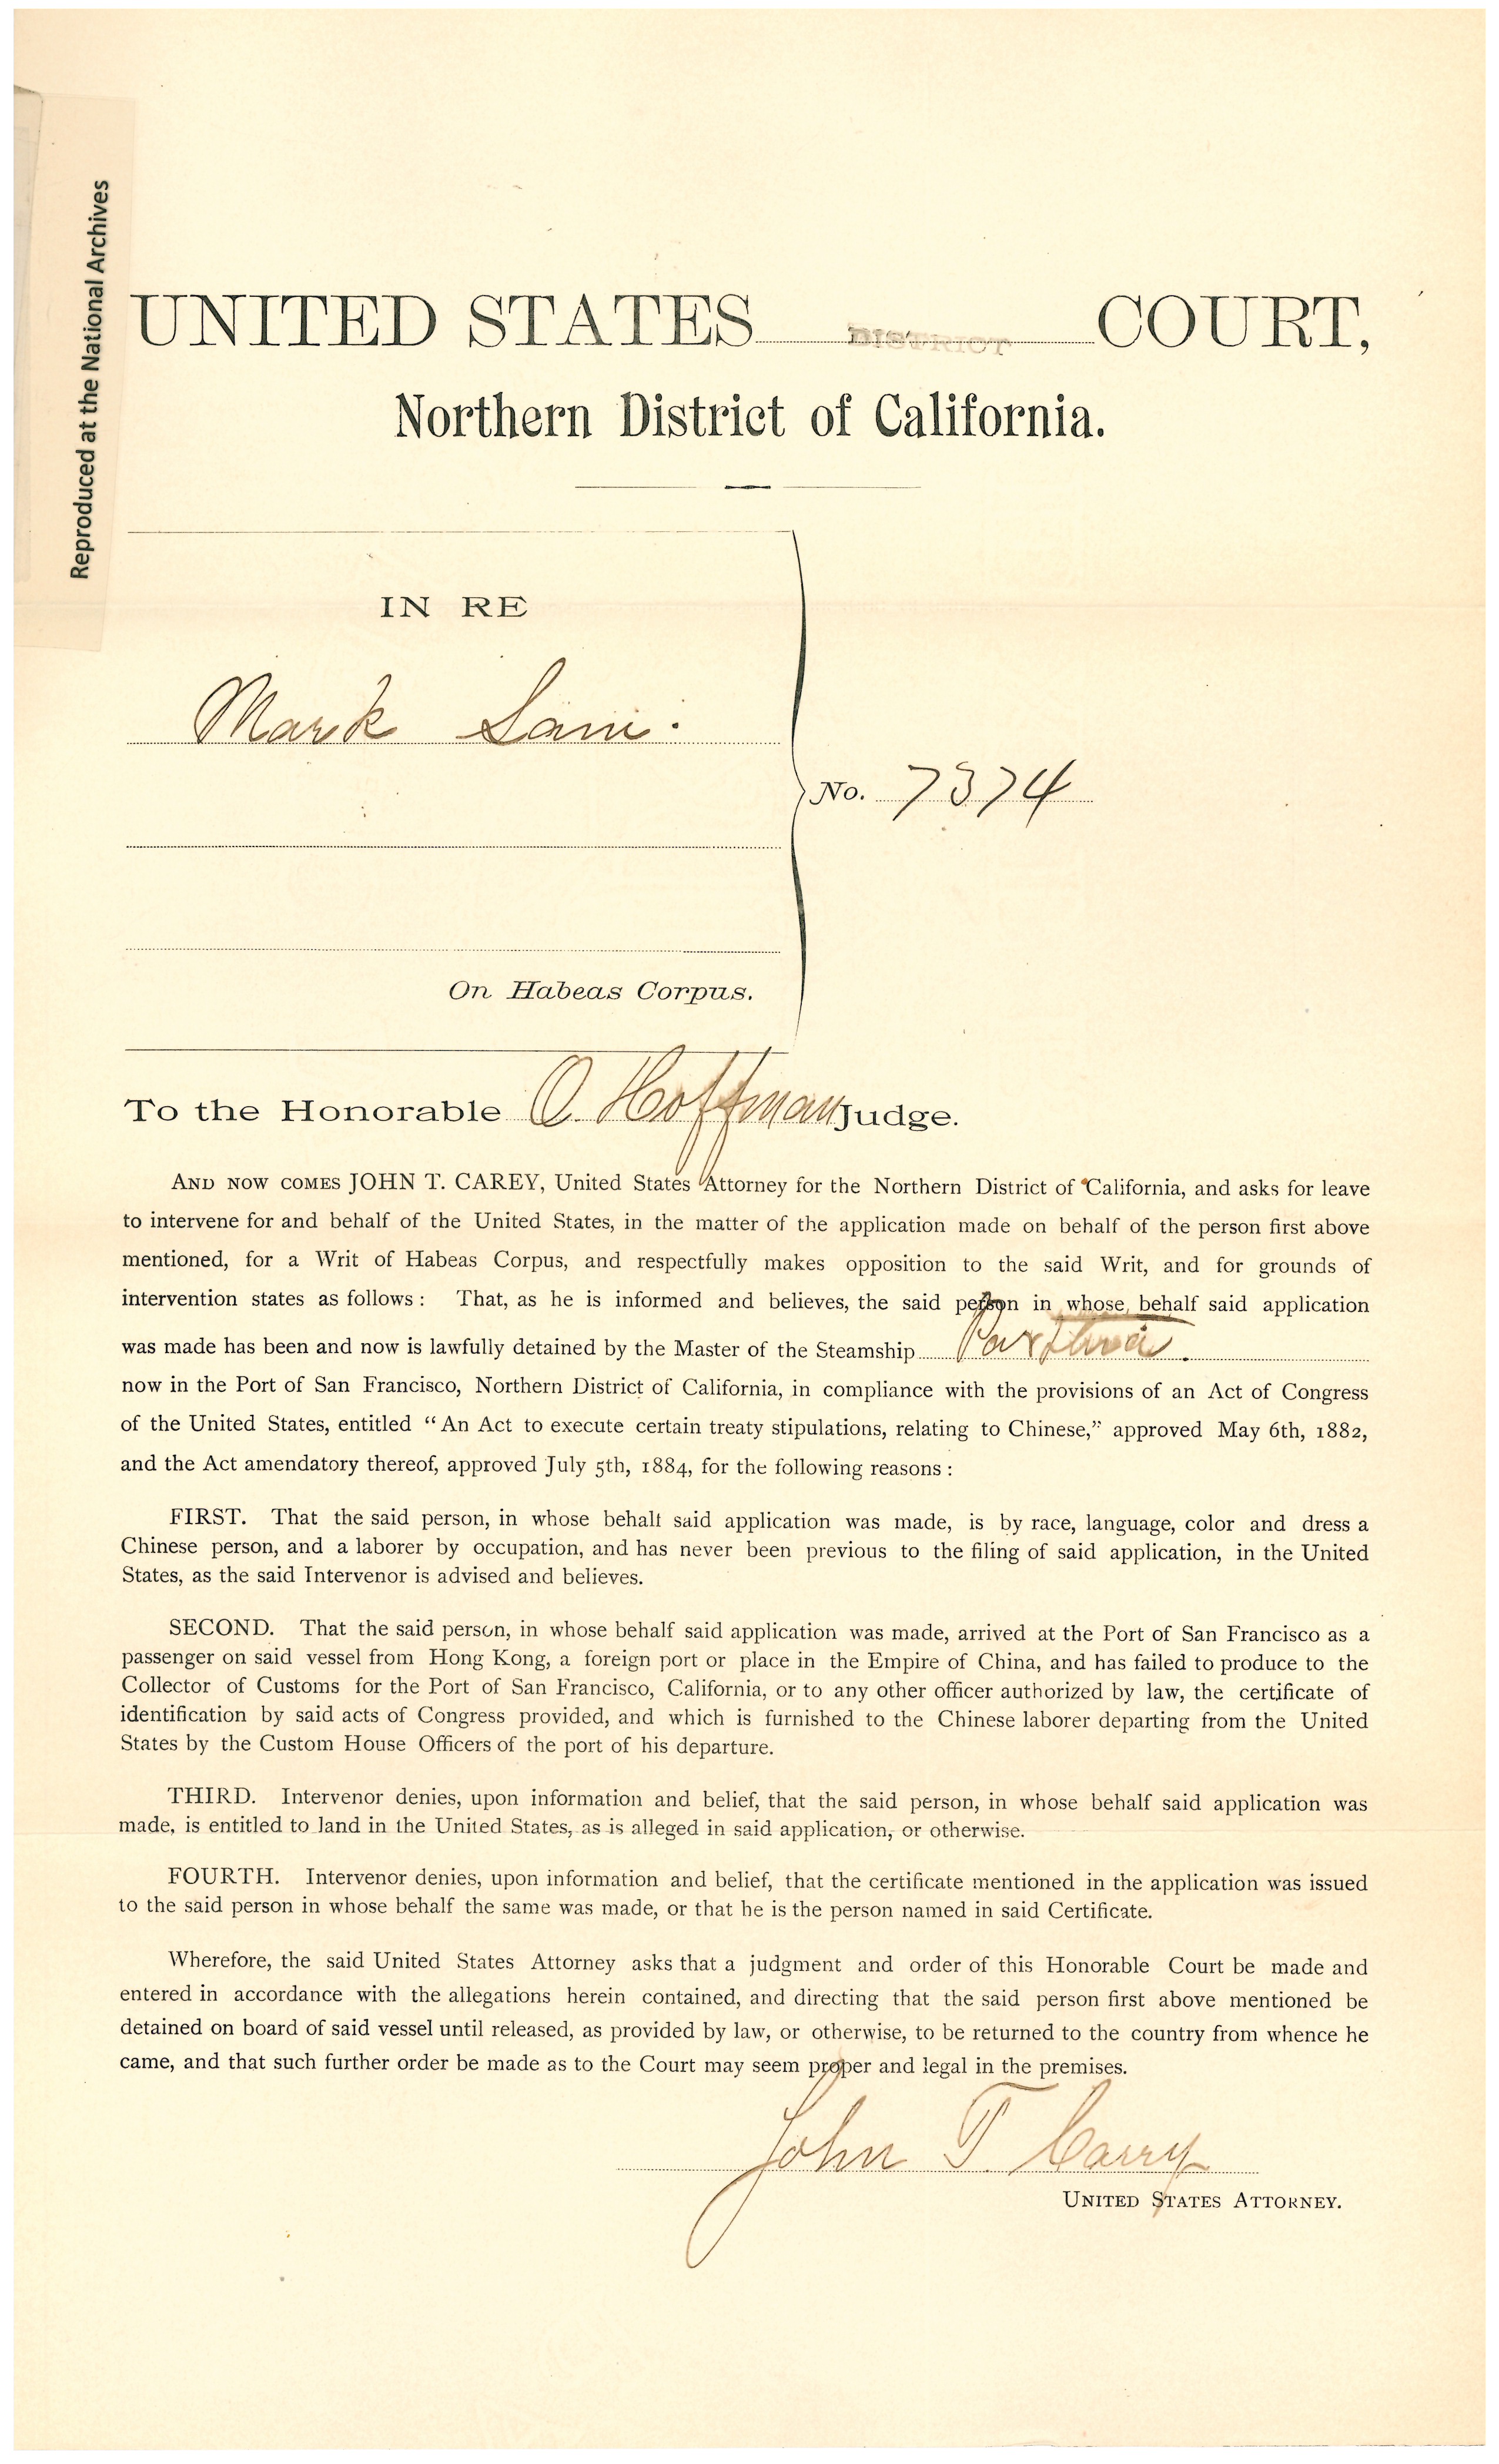 Reproduced at the National Archives
UNITED STATES DISTRICT COURT,
Northern District of California.
IN RE
Mark
No. 7374
On Habeas Corpus.
To the Honorable O. Hoffman Judge.
AND NOW COMES JOHN T. CAREY, United States Attorney for the Northern District of California, and asks for leave
to intervene for and behalf of the United States, in the matter of the application made on behalf of the person first above
mentioned, for a Writ of Habeas Corpus, and respectfully makes opposition to the said Writ, and for grounds of
intervention states as follows: That, as he is informed and believes, the said person in whose behalf said application
was made has been and now is lawfully detained by the Master of the Steamship Parthia.
now in the Port of San Francisco, Northern District of California, in compliance with the provisions of an Act of Congress
of the United States, entitled "An Act to execute certain treaty stipulations, relating to Chinese," approved May 6th, 1882,
and the Act amendatory thereof, approved July 5th, 1884, for the following reasons:
FIRST. That the said person, in whose behalf said application was made, is by race, language, color and dress a
Chinese person, and a laborer by occupation, and has never been previous to the filing of said application, in the United
States, as the said Intervenor is advised and believes.
SECOND. That the said person, in whose behalf said application was made, arrived at the Port of San Francisco as a
passenger on said vessel from Hong Kong, a foreign port or place in the Empire of China, and has failed to produce to the
Collector of Customs for the Port of San Francisco, California, or to any other officer authorized by law, the certificate of
identification by said acts of Congress provided, and which is furnished to the Chinese laborer departing from the United
States by the Custom House Officers of the port of his departure.
THIRD. Intervenor denies, upon information and belief, that the said person, in whose behalf said application was
made, is entitled to land in the United States, as is alleged in said application, or otherwise.
FOURTH. Intervenor denies, upon information and belief, that the certificate mentioned in the application was issued
to the said person in whose behalf the same was made, or that he is the person named in said Certificate.
Wherefore, the said United States Attorney asks that a judgment and order of this Honorable Court be made and
entered in accordance with the allegations herein contained, and directing that the said person first above mentioned be
detained on board of said vessel until released, as provided by law, or otherwise, to be returned to the country from whence he
came, and that such further order be made as to the Court may seem proper and legal in the premises.
John T. Carey
UNITED STATES ATTORNEY.